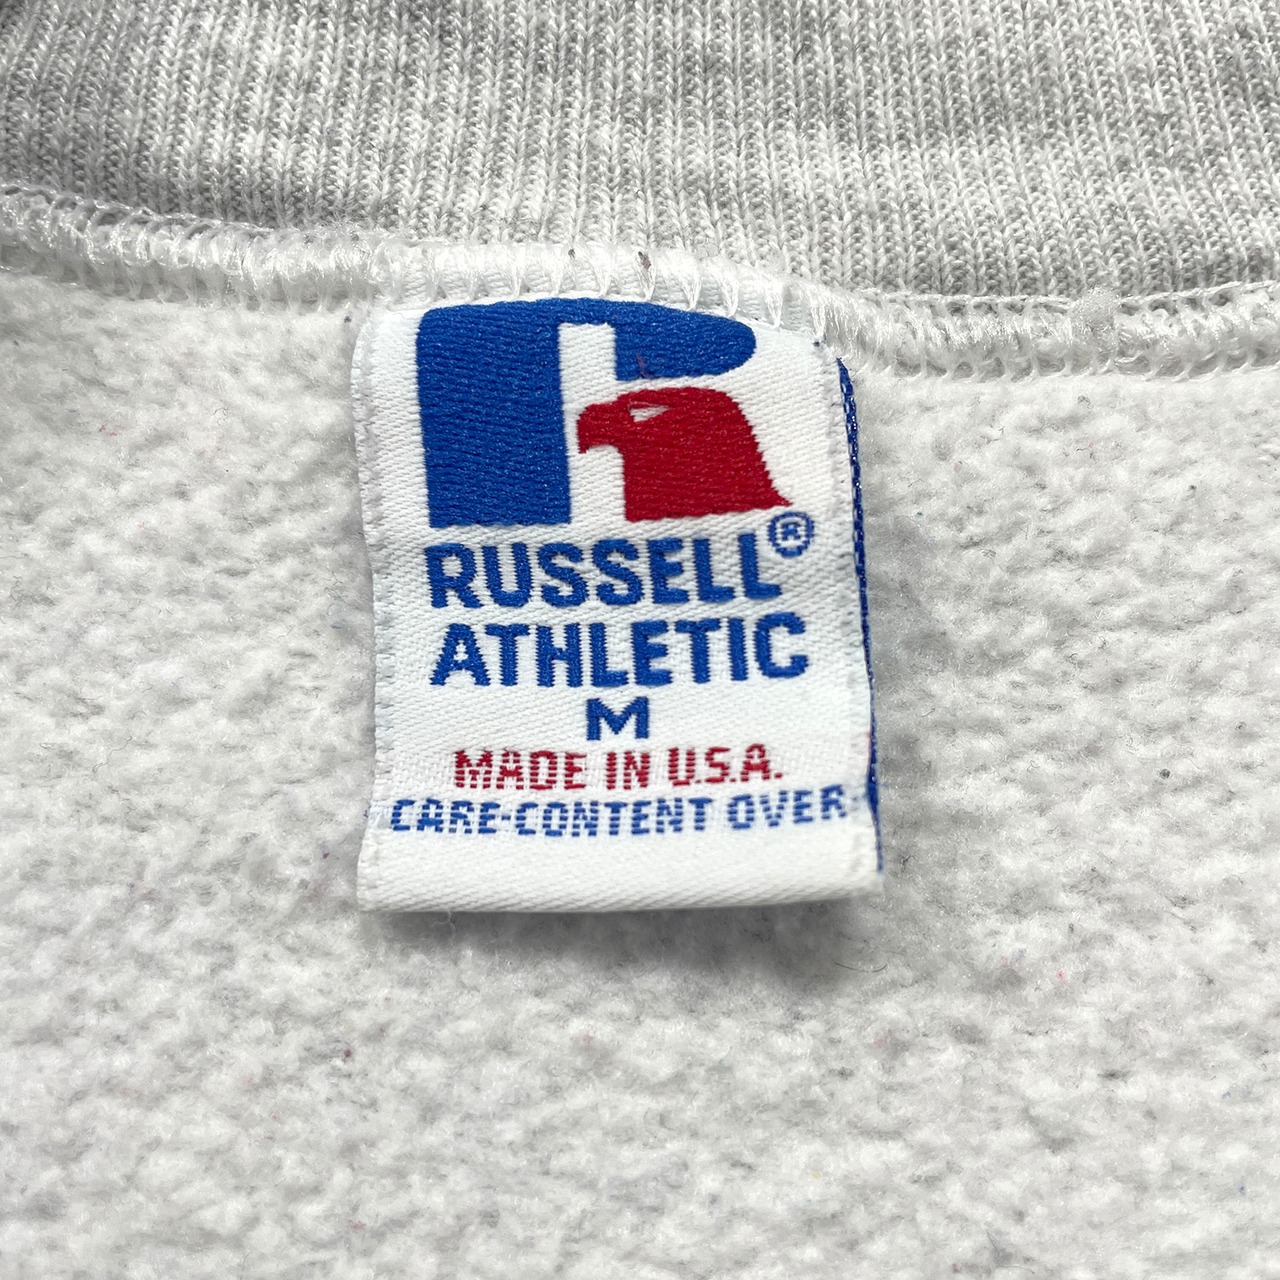 RUSSELL®
ATHLETIC
M
MADE IN U.S.A.
CARE-CONTENT OVER